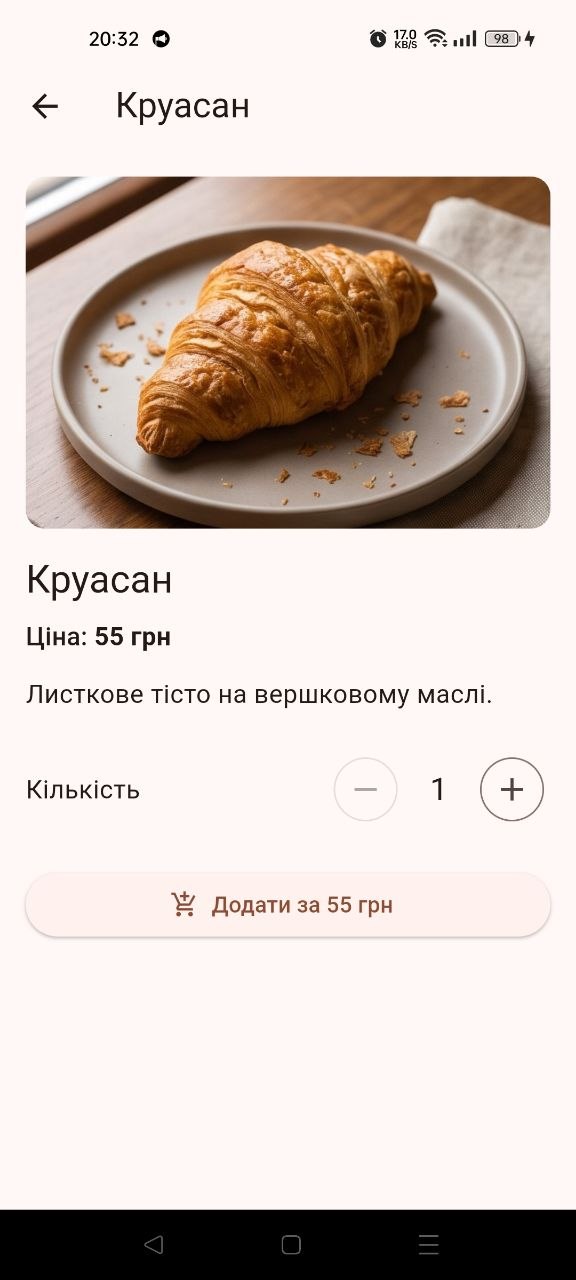 20:32 17.0 KB/S 98
Круасан
Круасан
Ціна: 55 грн
Листкове тісто на вершковому маслі.
Кількість 1
Додати за 55 грн